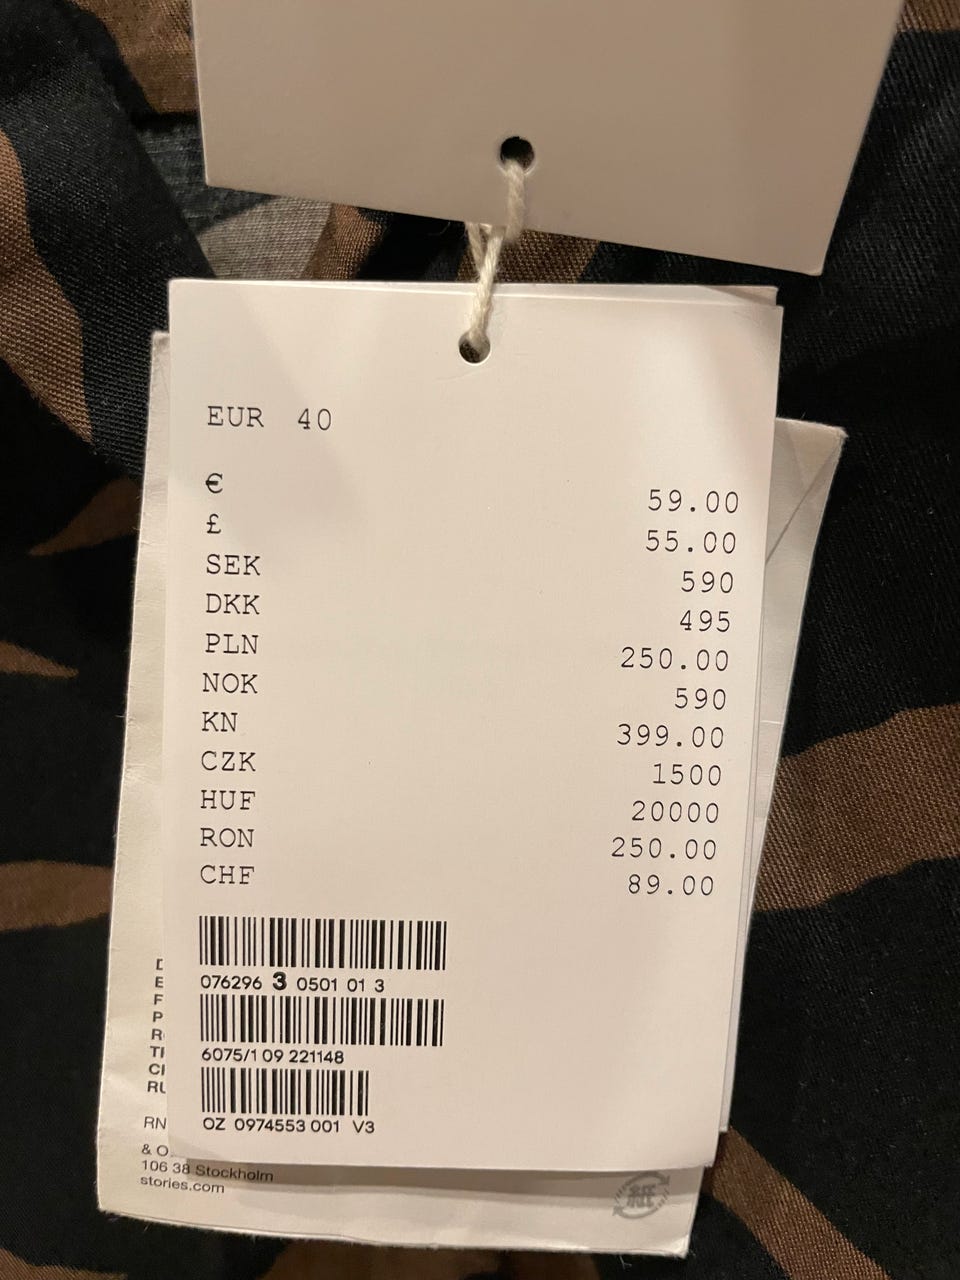 EUR 40
€ 59.00
£ 55.00
SEK 590
DKK 495
PLN 250.00
NOK 590
KN 399.00
CZK 1500
HUF 20000
RON 250.00
CHF 89.00
076296 3 0501 01 3
6075/1 09 221148
OZ 0974553 001 V3
RN
& O
106 38 Stockholm
stories.com